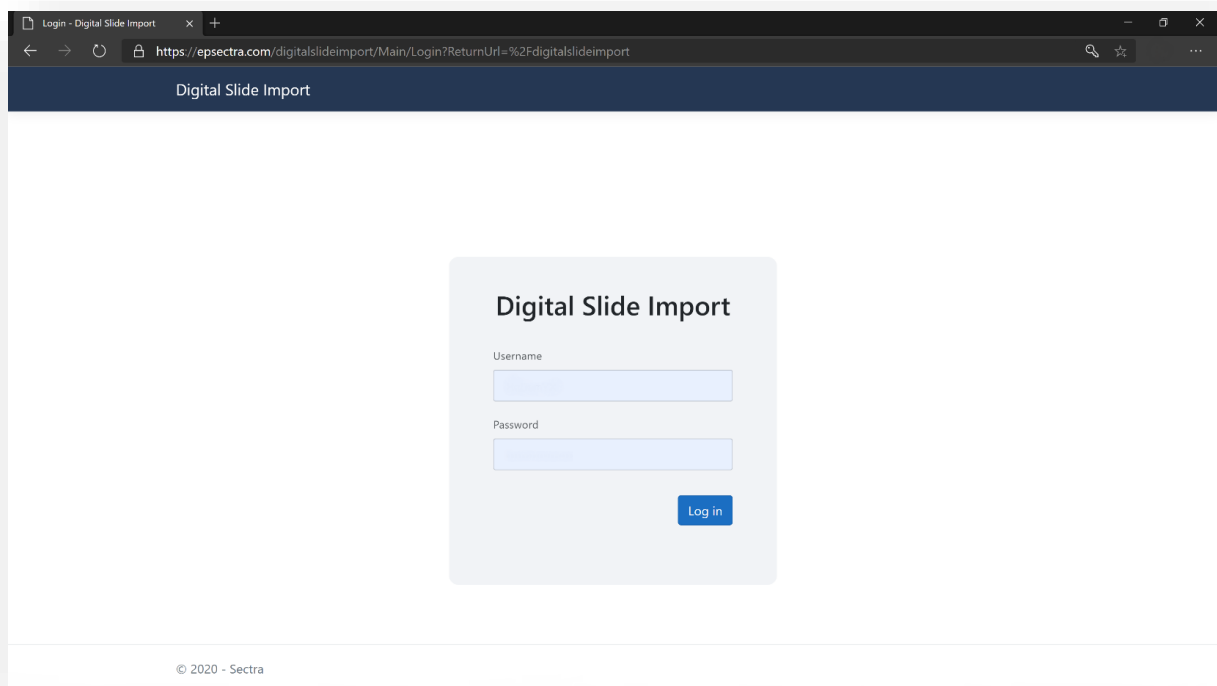 Login - Digital Slide Import
https://epsectra.com/digitalslideimport/Main/Login?ReturnUrl=%2Fdigitalslideimport
Digital Slide Import
Digital Slide Import
Username
Password
Log in
© 2020 - Sectra